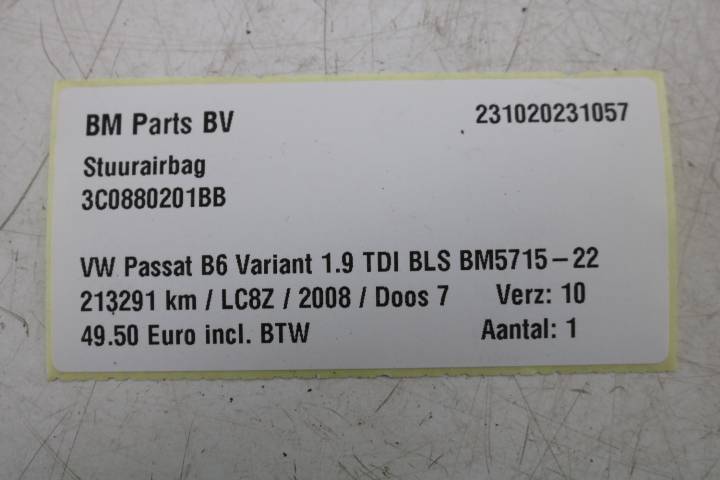 BM Parts BV 231020231057
Stuurairbag
3C0880201BB
VW Passat B6 Variant 1.9 TDI BLS BM5715-22
213291 km / LC8Z / 2008 / Doos 7 Verz: 10
49.50 Euro incl. BTW Aantal: 1